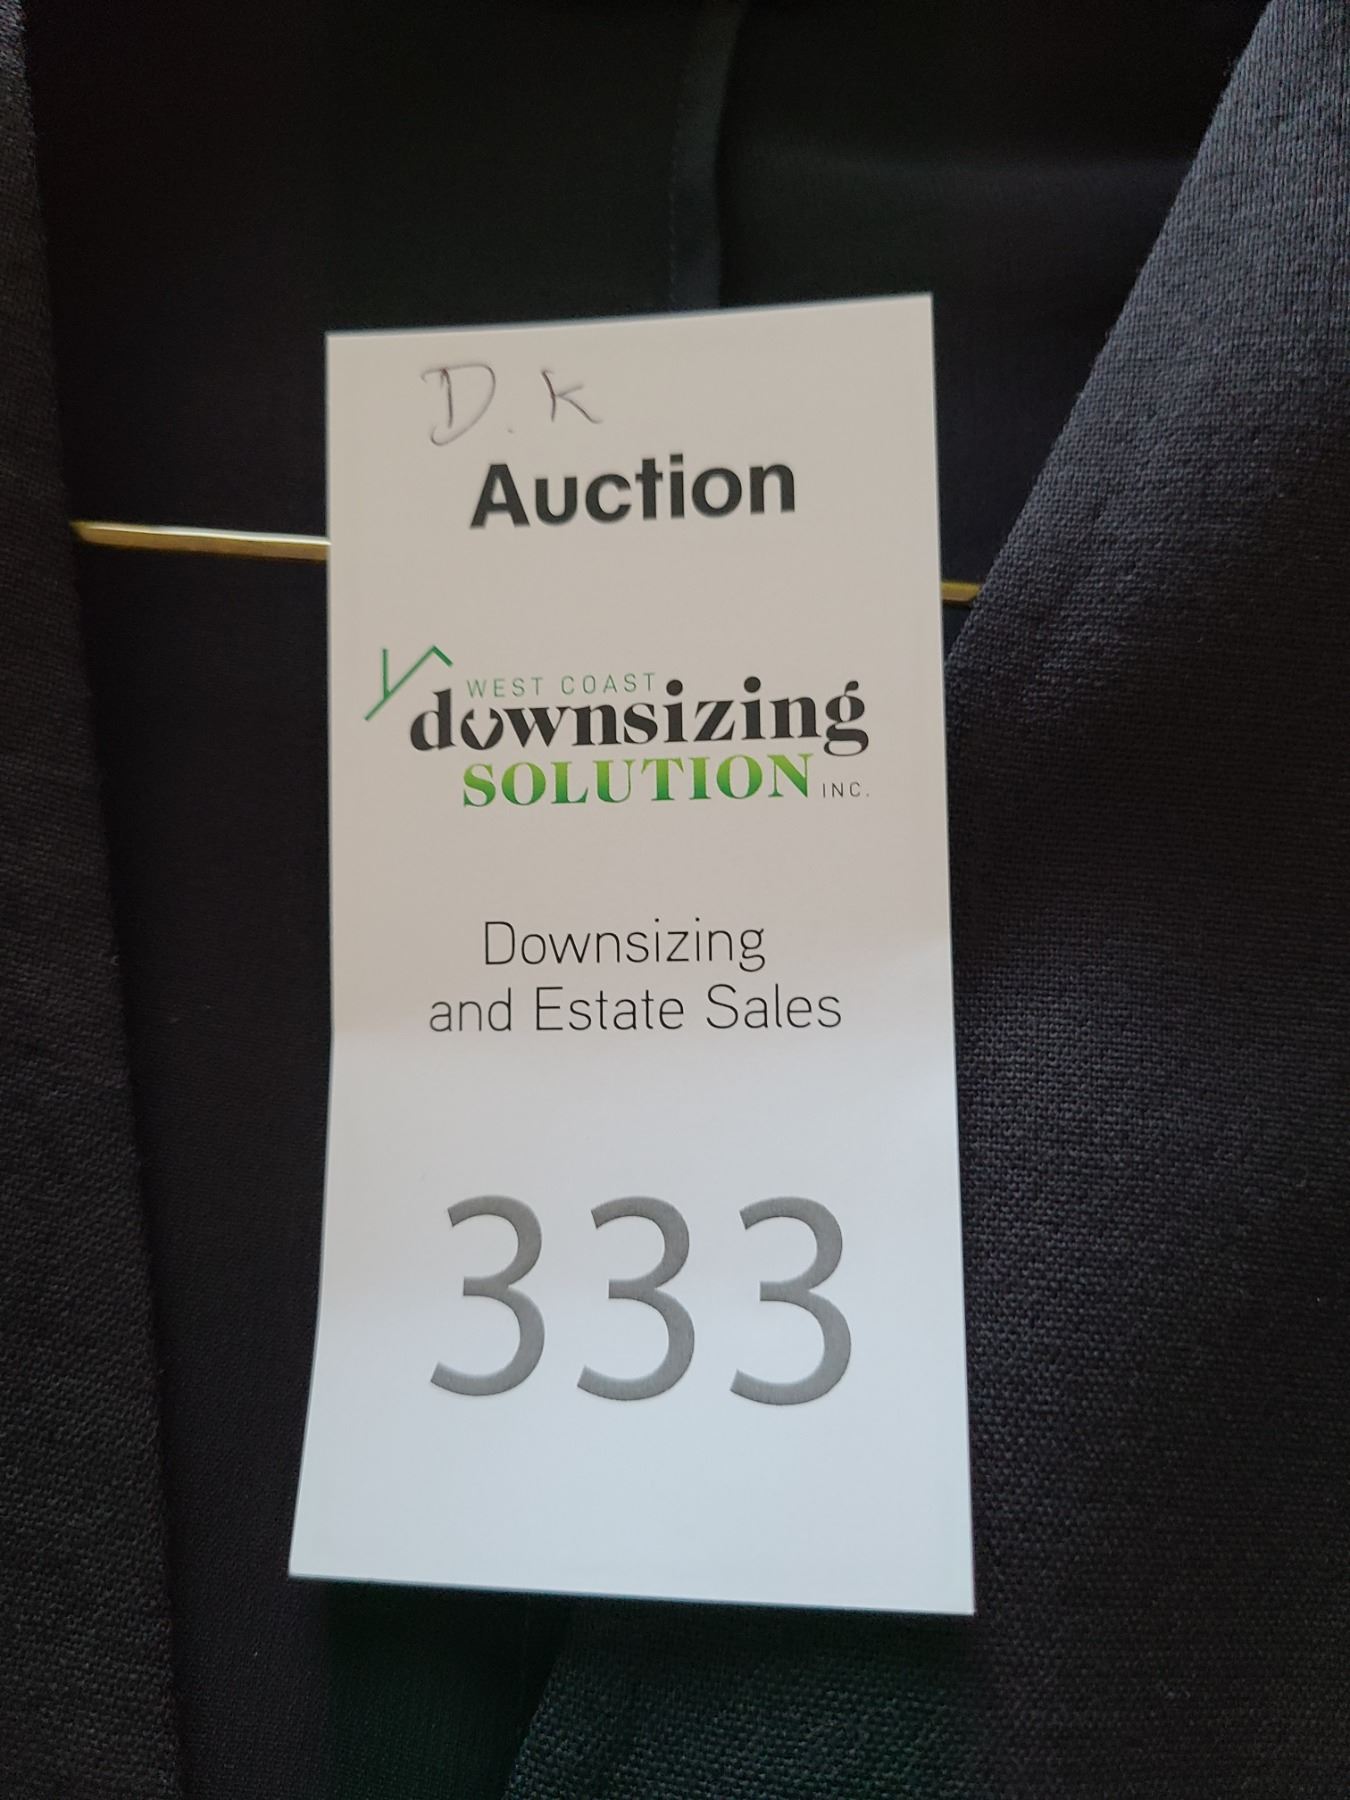 D.K
Auction
WEST COAST
downsizing
SOLUTION INC.
Downsizing
and Estate Sales
333